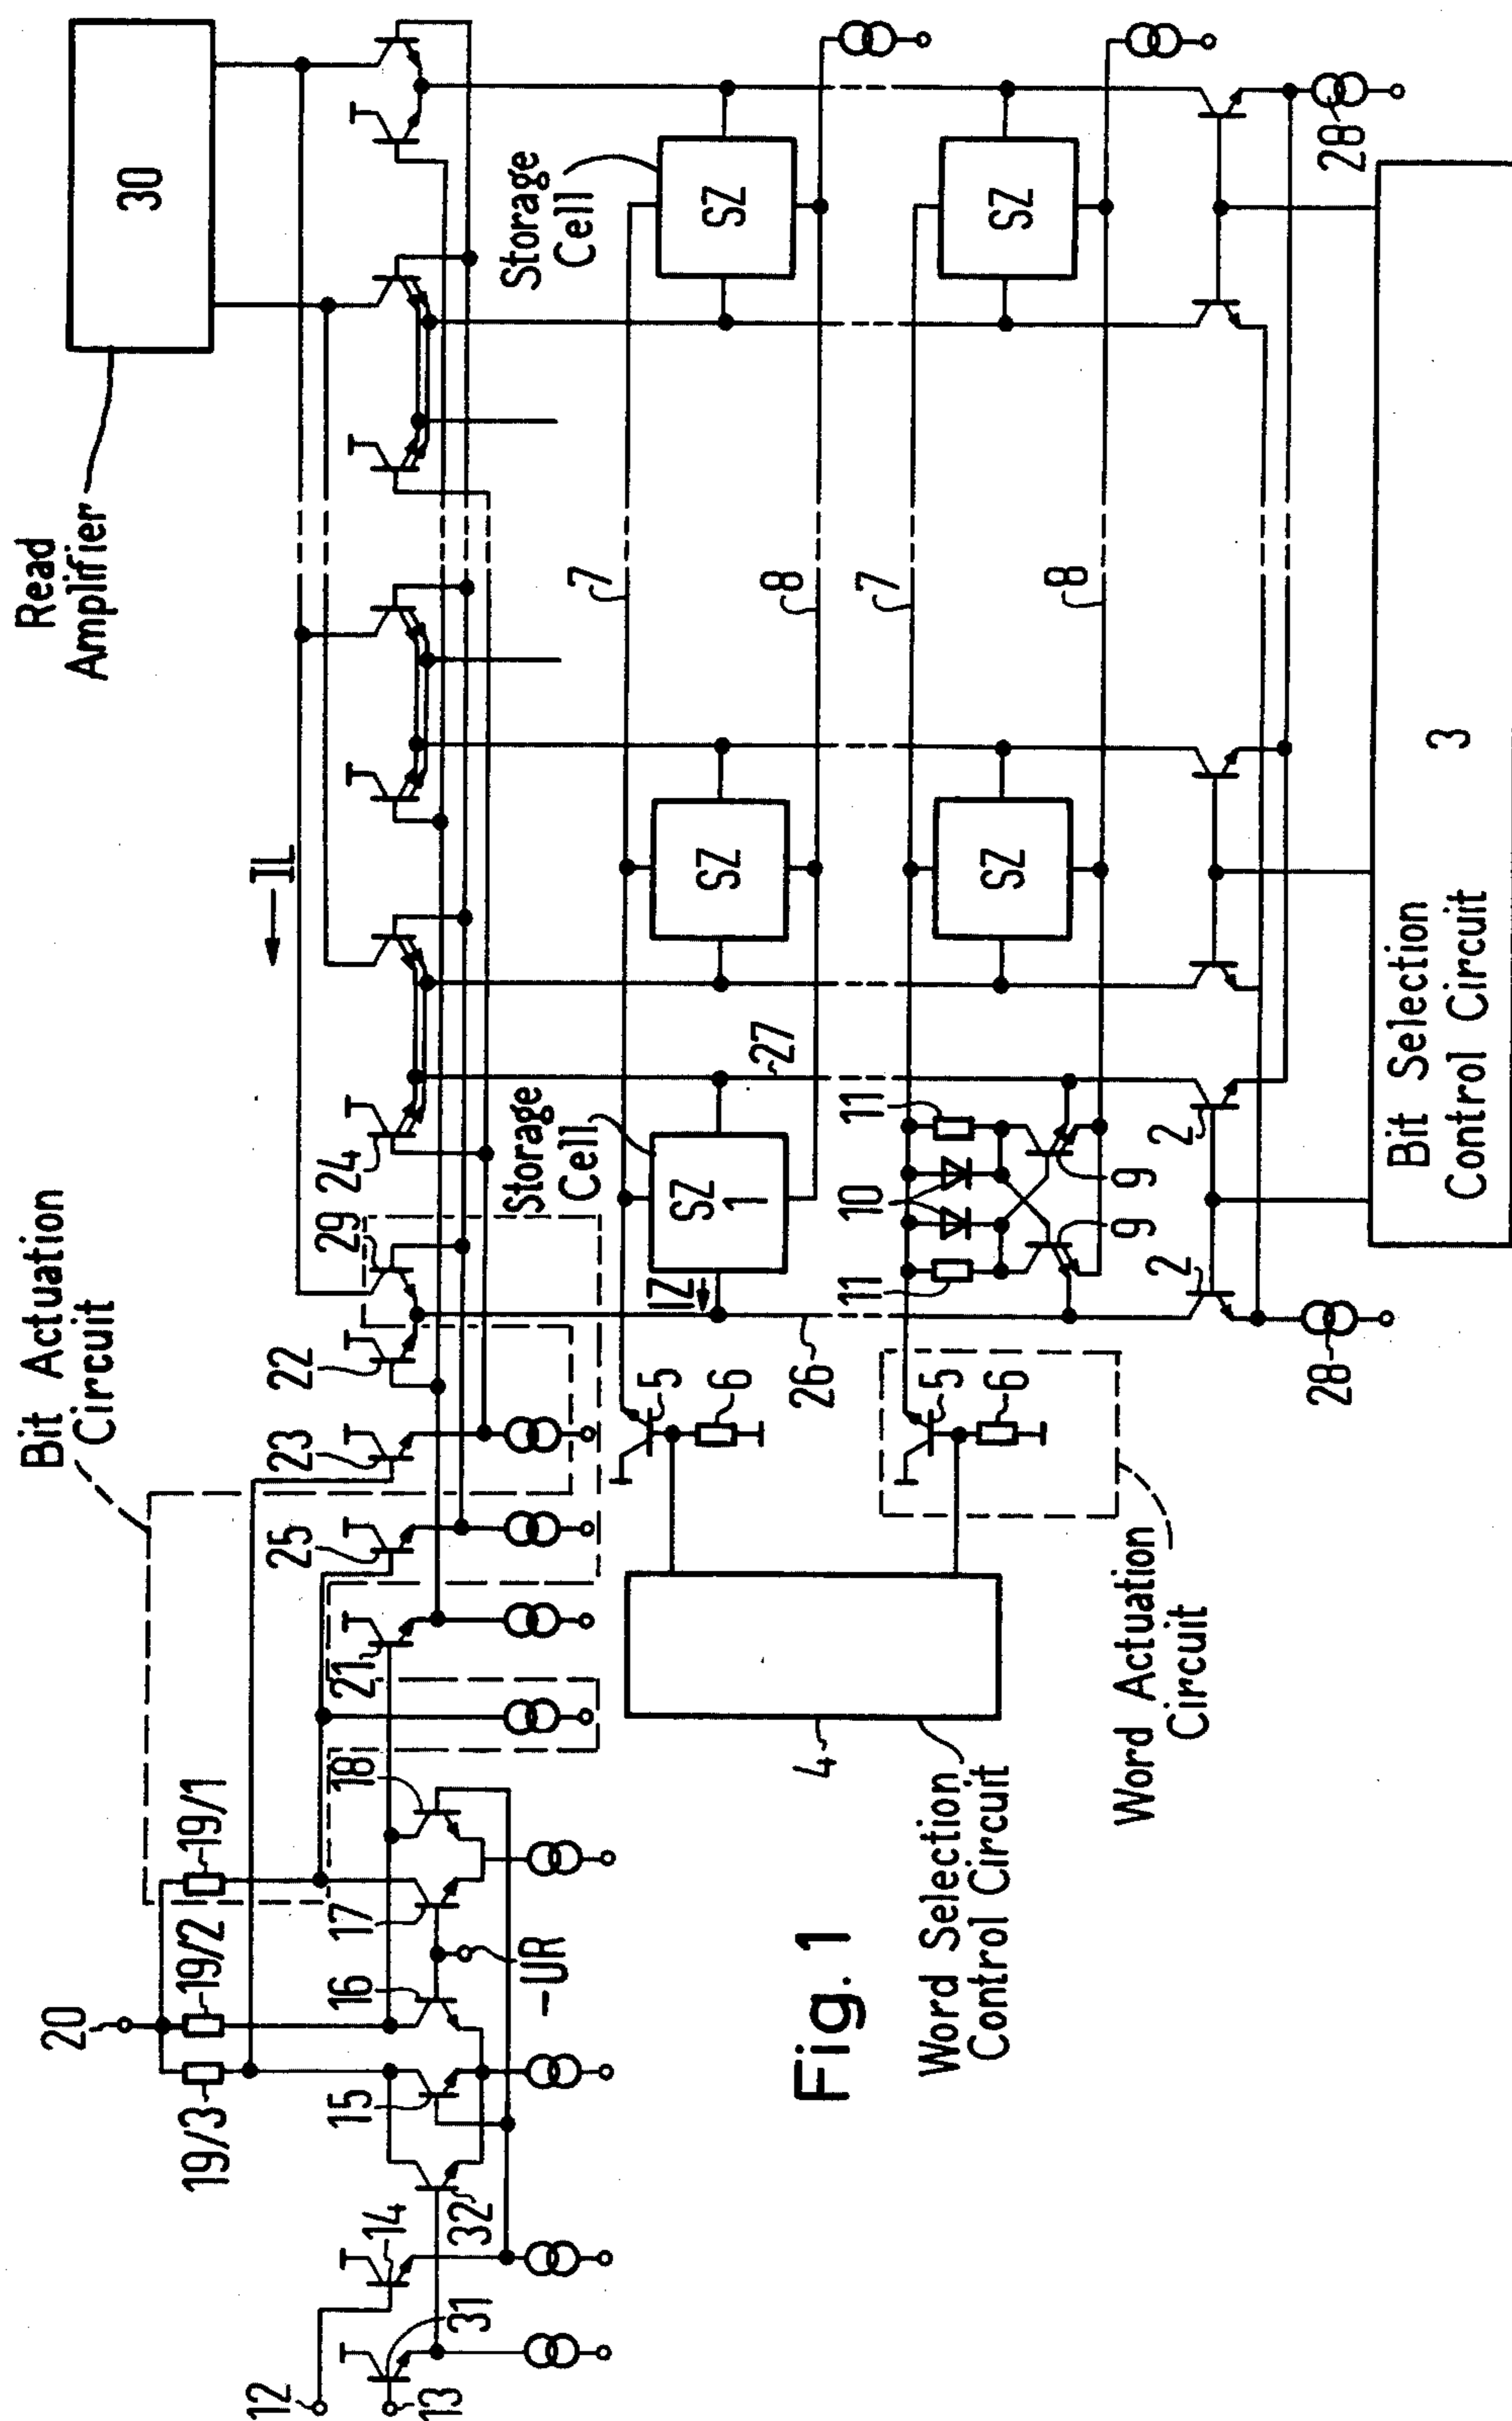 Fig. 1
Read
Amplifier
30
Bit Actuation
Circuit
IL
12
13
31
14
32
15
16
17
18
19/3
19/2
19/1
20
-UR
21
25
23
22
29
24
Storage
Cell
Storage
Cell
SZ
1
SZ
SZ
SZ
SZ
IZ
26
27
7
8
7
8
5
6
5
6
11
10
11
9
9
2
2
28
28
4
Word Selection
Control Circuit
Word Actuation
Circuit
Bit Selection
Control Circuit
3